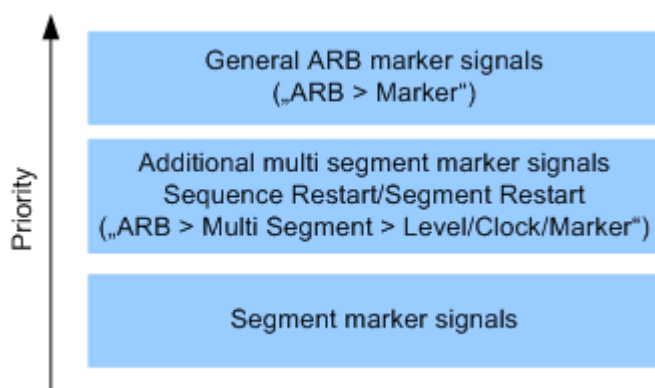 Priority
General ARB marker signals
(„ARB > Marker“)
Additional multi segment marker signals
Sequence Restart/Segment Restart
(„ARB > Multi Segment > Level/Clock/Marker“)
Segment marker signals